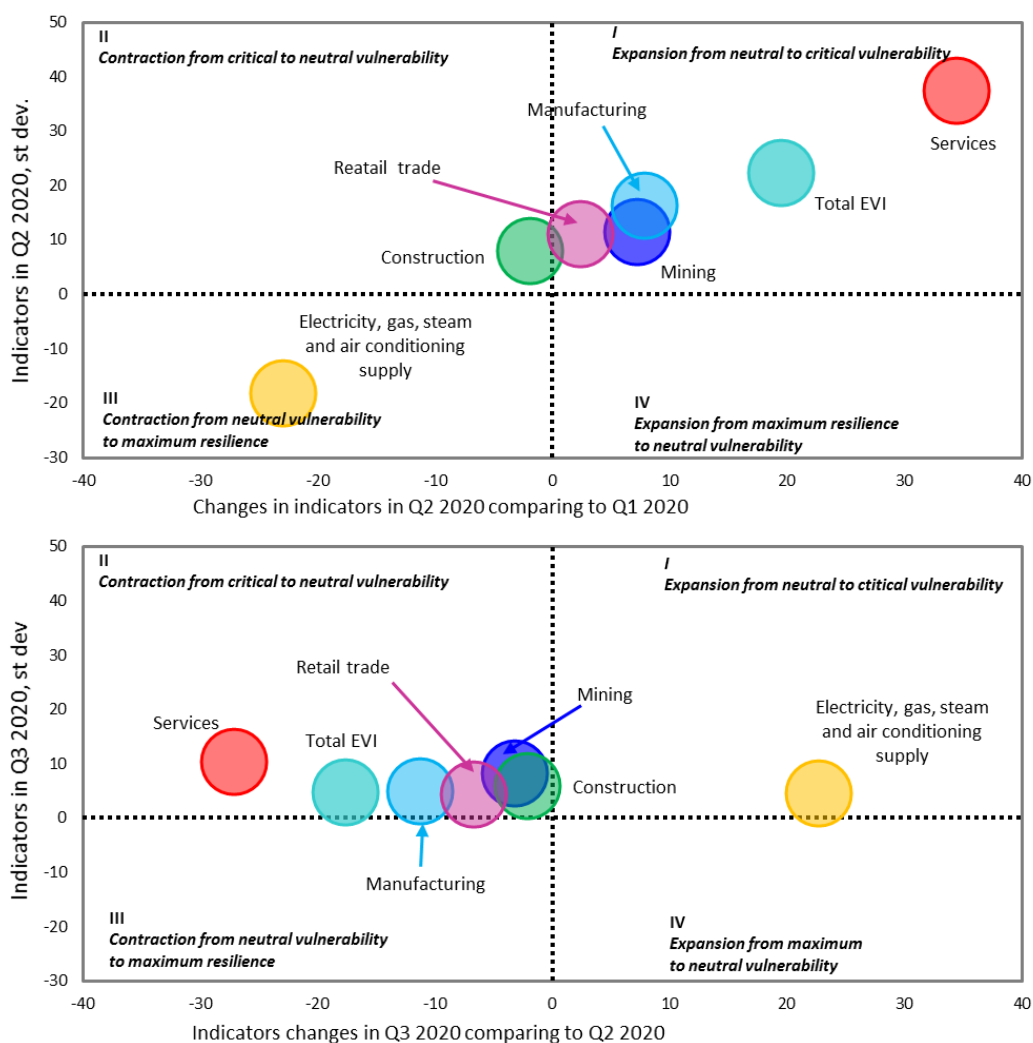 50
40
30
20
10
0
-10
-20
-30
Indicators in Q2 2020, st dev.
II
Contraction from critical to neutral vulnerability
I
Expansion from neutral to critical vulnerability
Manufacturing
Services
Reatail trade
Total EVI
Construction
Mining
Electricity, gas, steam
and air conditioning
supply
III
Contraction from neutral vulnerability
to maximum resilience
IV
Expansion from maximum resilience
to neutral vulnerability
-40
-30
-20
-10
0
10
20
30
40
Changes in indicators in Q2 2020 comparing to Q1 2020
50
40
30
20
10
0
-10
-20
-30
Indicators in Q3 2020, st dev
II
Contraction from critical to neutral vulnerability
I
Expansion from neutral to ctitical vulnerability
Retail trade
Mining
Services
Total EVI
Electricity, gas, steam
and air conditioning
supply
Construction
Manufacturing
III
Contraction from neutral vulnerability
to maximum resilience
IV
Expansion from maximum
to neutral vulnerability
-40
-30
-20
-10
0
10
20
30
40
Indicators changes in Q3 2020 comparing to Q2 2020